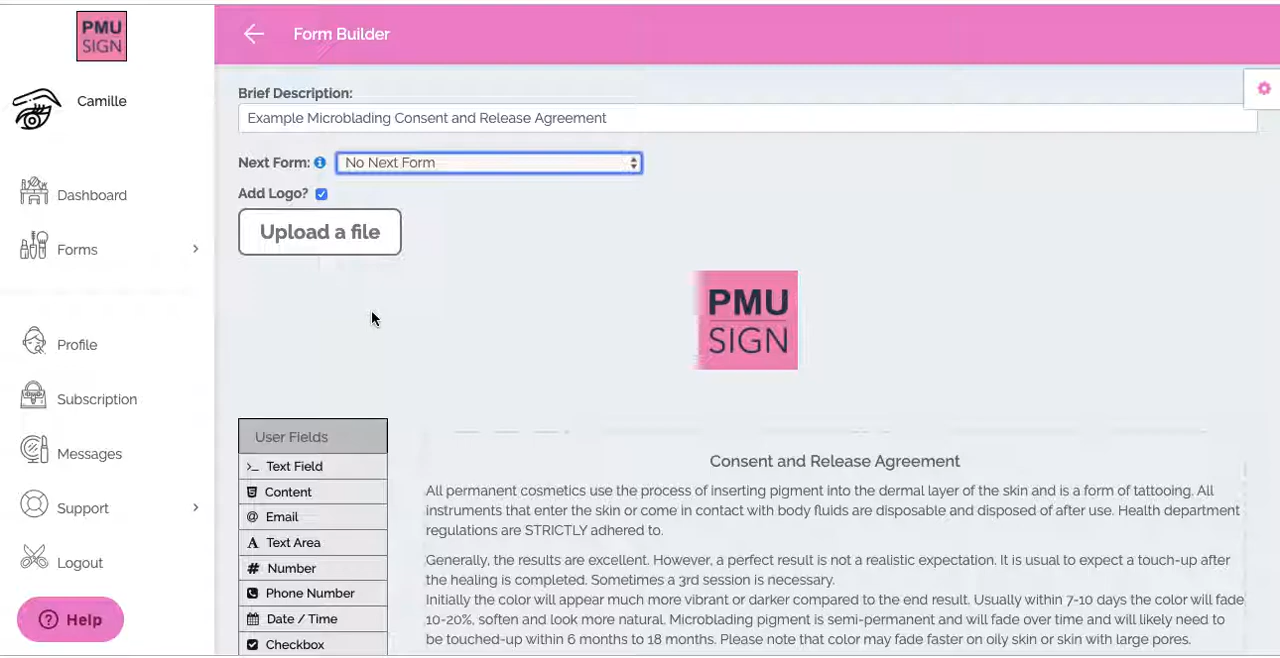 PMU
SIGN
Camille
Dashboard
Forms
Profile
Subscription
Messages
Support
Logout
Help
Form Builder
Brief Description:
Example Microblading Consent and Release Agreement
Next Form: No Next Form
Add Logo?
Upload a file
PMU
SIGN
User Fields
Text Field
Content
Email
Text Area
Number
Phone Number
Date / Time
Checkbox
Consent and Release Agreement
All permanent cosmetics use the process of inserting pigment into the dermal layer of the skin and is a form of tattooing. All
instruments that enter the skin or come in contact with body fluids are disposable and disposed of after use. Health department
regulations are STRICTLY adhered to.
Generally, the results are excellent. However, a perfect result is not a realistic expectation. It is usual to expect a touch-up after
the healing is completed. Sometimes a 3rd session is necessary.
Initially the color will appear much more vibrant or darker compared to the end result. Usually within 7-10 days the color will fade
10-20%, soften and look more natural. Microblading pigment is semi-permanent and will fade over time and will likely need to
be touched-up within 6 months to 18 months. Please note that color may fade faster on oily skin or skin with large pores.